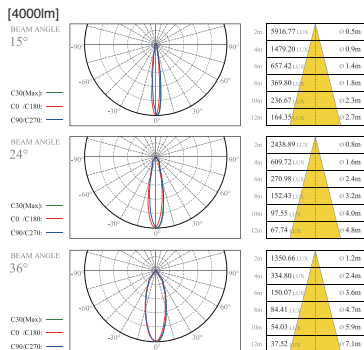 [4000lm]
BEAM ANGLE
15°
-90°
90°
-60°
60°
-30°
30°
0°
C30(Max):
C0 /C180:
C90/C270:
2m 5916.77 LUX Ø 0.5m
4m 1479.20 LUX Ø 0.9m
6m 657.42 LUX Ø 1.4m
8m 369.80 LUX Ø 1.8m
10m 236.67 LUX Ø 2.3m
12m 164.35 LUX Ø 2.7m
BEAM ANGLE
24°
-90°
90°
-60°
60°
-30°
30°
0°
C30(Max):
C0 /C180:
C90/C270:
2m 2438.89 LUX Ø 0.8m
4m 609.72 LUX Ø 1.6m
6m 270.98 LUX Ø 2.4m
8m 152.43 LUX Ø 3.2m
10m 97.55 LUX Ø 4.0m
12m 67.74 LUX Ø 4.8m
BEAM ANGLE
36°
-90°
90°
-60°
60°
-30°
30°
0°
C30(Max):
C0 /C180:
C90/C270:
2m 1350.66 LUX Ø 1.2m
4m 334.80 LUX Ø 2.4m
6m 150.07 LUX Ø 3.6m
8m 84.41 LUX Ø 4.7m
10m 54.03 LUX Ø 5.9m
12m 37.52 LUX Ø 7.1m